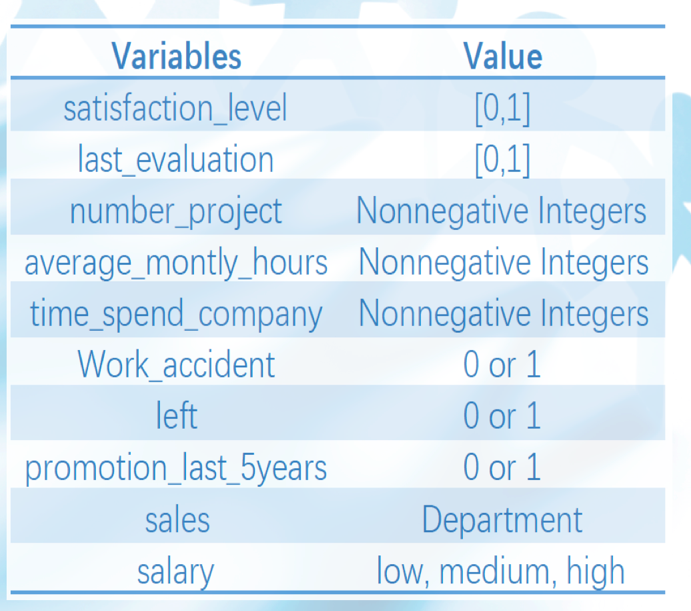 Variables Value
satisfaction_level [0,1]
last_evaluation [0,1]
number_project Nonnegative Integers
average_montly_hours Nonnegative Integers
time_spend_company Nonnegative Integers
Work_accident 0 or 1
left 0 or 1
promotion_last_5years 0 or 1
sales Department
salary low, medium, high